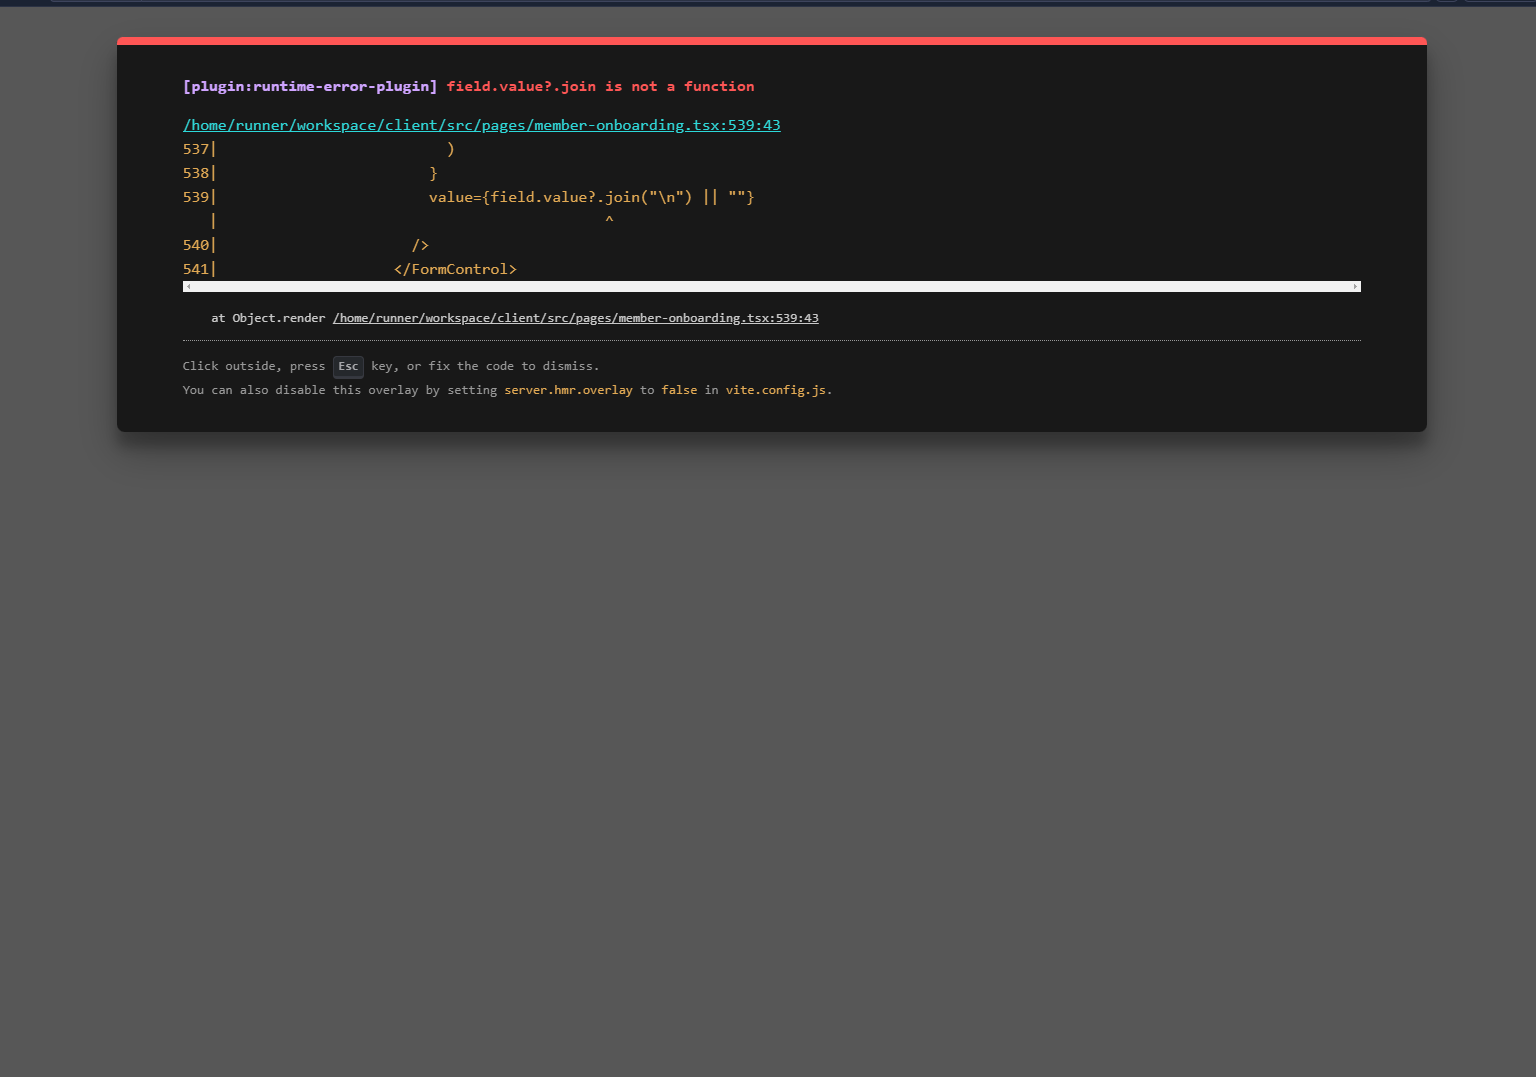 [plugin:runtime-error-plugin] field.value?.join is not a function
/home/runner/workspace/client/src/pages/member-onboarding.tsx:539:43
537|                          )
538|                        }
539|                        value={field.value?.join("\n") || ""}
   |                                            ^
540|                      />
541|                    </FormControl>
at Object.render /home/runner/workspace/client/src/pages/member-onboarding.tsx:539:43
Click outside, press Esc key, or fix the code to dismiss.
You can also disable this overlay by setting server.hmr.overlay to false in vite.config.js.